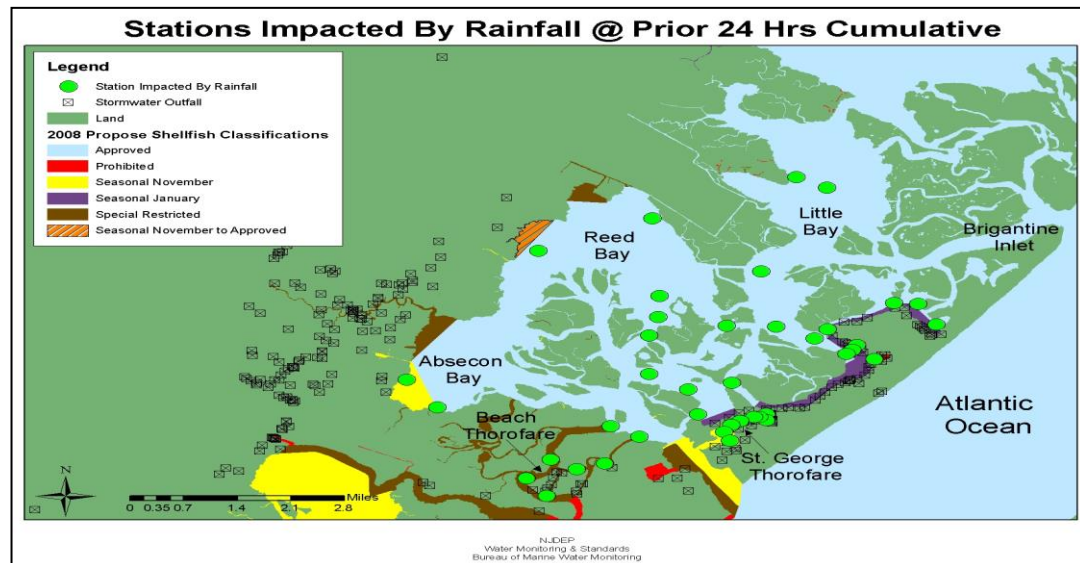 Stations Impacted By Rainfall @ Prior 24 Hrs Cumulative
Legend
Station Impacted By Rainfall
Stormwater Outfall
Land
2008 Propose Shellfish Classifications
Approved
Prohibited
Seasonal November
Seasonal January
Special Restricted
Seasonal November to Approved
Little
Bay
Reed
Bay
Brigantine
Inlet
Absecon
Bay
Beach
Thorofare
Atlantic
Ocean
St. George
Thorofare
N
Miles
0 0.35 0.7 1.4 2.1 2.8
NJDEP
Water Monitoring & Standards
Bureau of Marine Water Monitoring